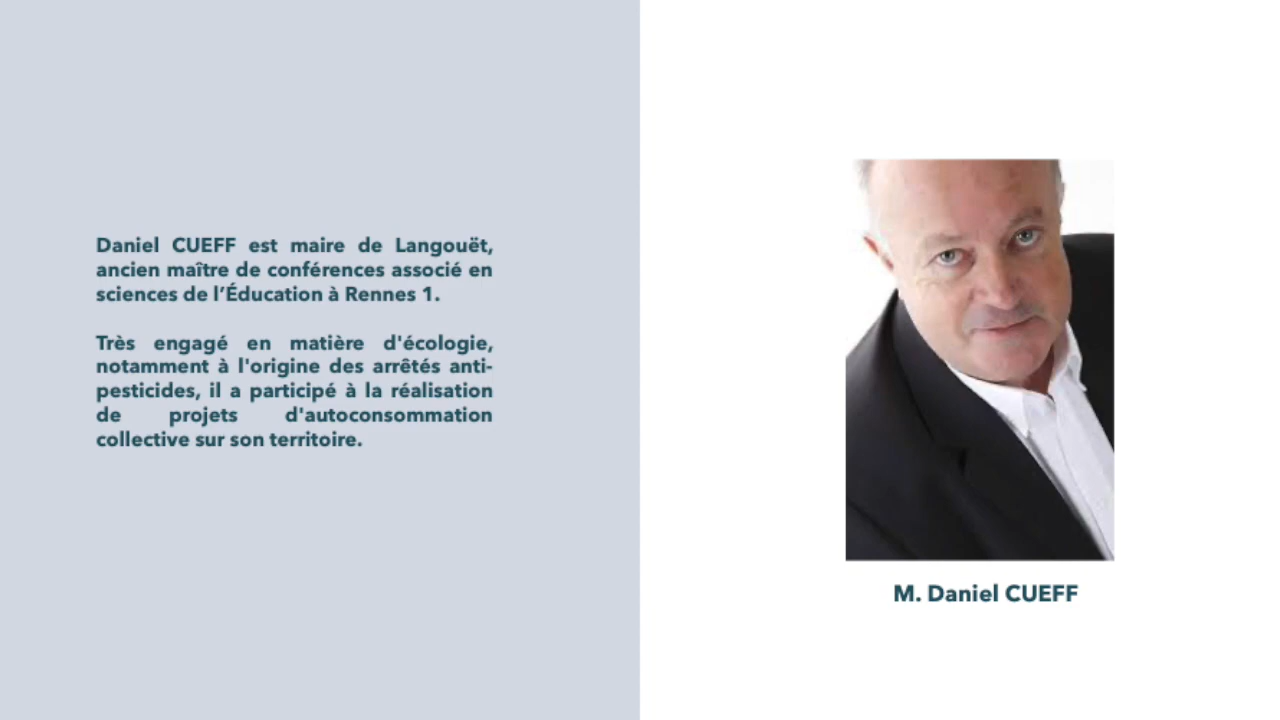 Daniel CUEFF est maire de Langouët,
ancien maître de conférences associé en
sciences de l’Éducation à Rennes 1.
Très engagé en matière d'écologie,
notamment à l'origine des arrêtés anti-
pesticides, il a participé à la réalisation
de projets d'autoconsommation
collective sur son territoire.
M. Daniel CUEFF